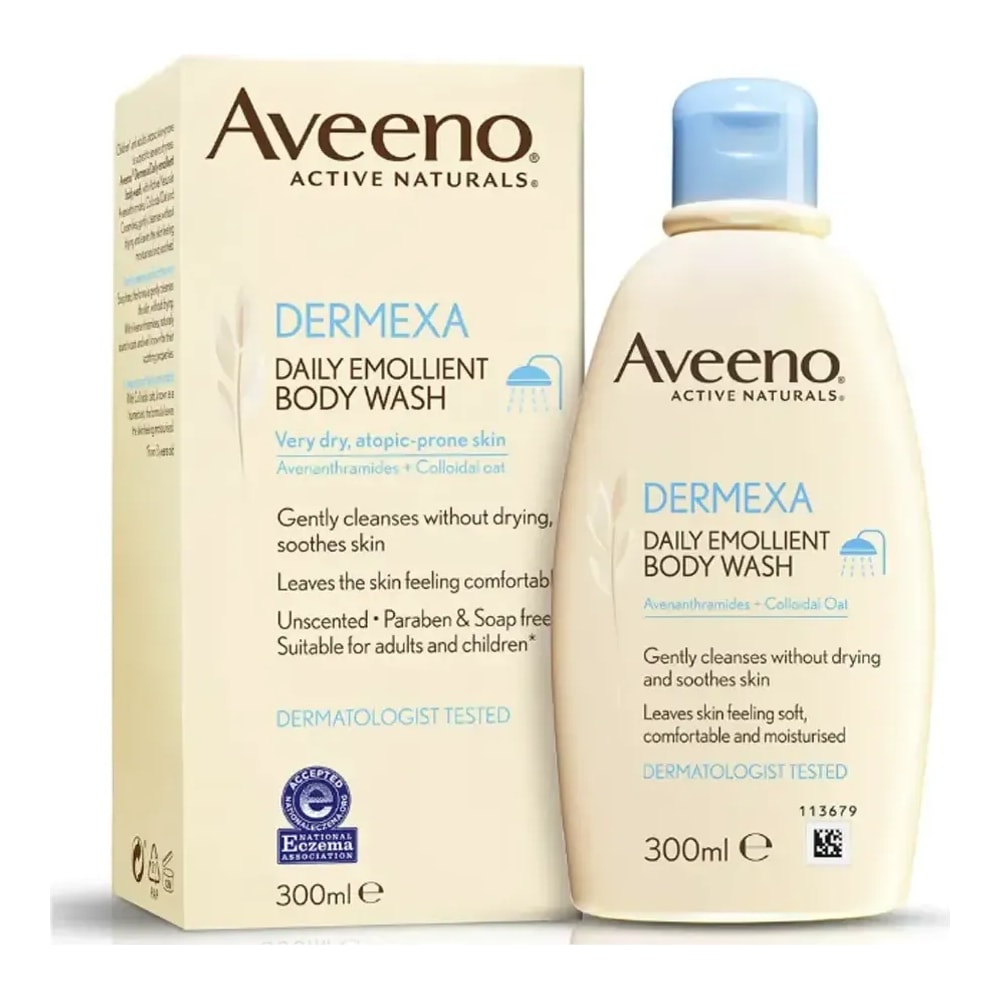 Aveeno®
ACTIVE NATURALS®
DERMEXA
DAILY EMOLLIENT
BODY WASH
Very dry, atopic-prone skin
Avenanthramides + Colloidal oat
Gently cleanses without drying,
soothes skin
Leaves the skin feeling comfortabl
Unscented • Paraben & Soap free
Suitable for adults and children*
DERMATOLOGIST TESTED
ACCEPTED
NATIONALECZEMA.ORG
NATIONAL
Eczema
ASSOCIATION
300ml e
PAP
Aveeno®
ACTIVE NATURALS®
DERMEXA
DAILY EMOLLIENT
BODY WASH
Avenanthramides + Colloidal Oat
Gently cleanses without drying
and soothes skin
Leaves skin feeling soft,
comfortable and moisturised
DERMATOLOGIST TESTED
113679
300ml e